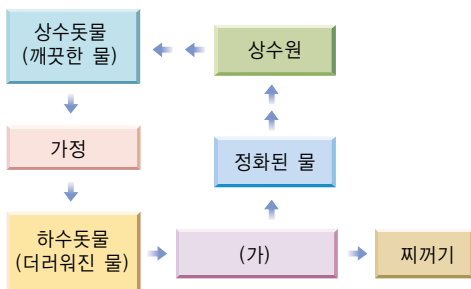 상수돗물
(깨끗한 물)
상수원
가정
정화된 물
하수돗물
(더러워진 물)
(가)
찌꺼기